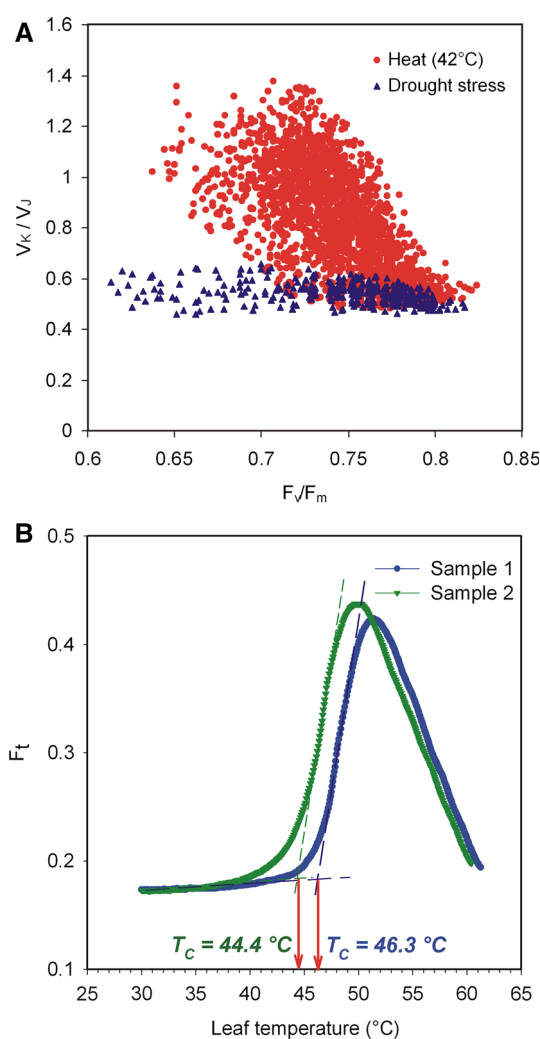 A
1.6
1.4
1.2
1
0.8
0.6
0.4
0.2
0
Heat (42°C)
Drought stress
VK / VJ
0.6 0.65 0.7 0.75 0.8 0.85
Fv/Fm
B
0.5
0.4
0.3
0.2
0.1
Sample 1
Sample 2
Ft
TC = 44.4 °C TC = 46.3 °C
25 30 35 40 45 50 55 60 65
Leaf temperature (°C)